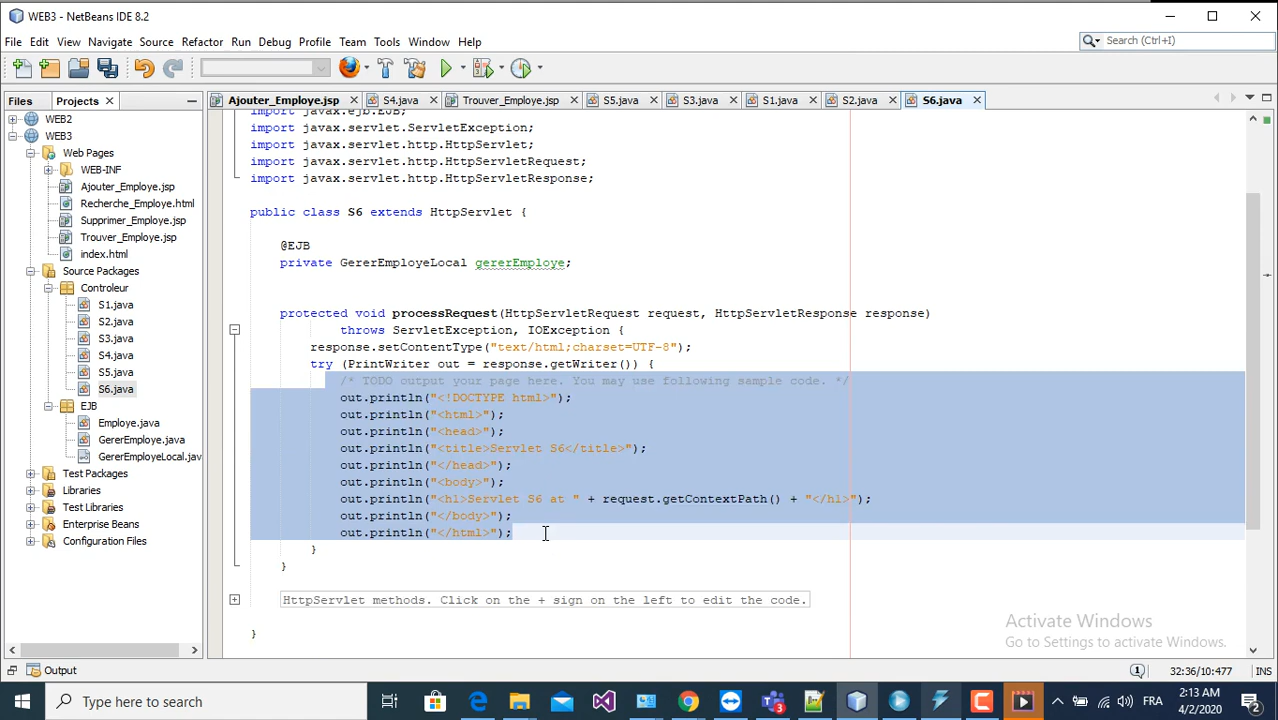 WEB3 - NetBeans IDE 8.2
File Edit View Navigate Source Refactor Run Debug Profile Team Tools Window Help
Search (Ctrl+I)
Files Projects
Ajouter_Employe.jsp S4.java Trouver_Employe.jsp S5.java S3.java S1.java S2.java S6.java
WEB2
WEB3
Web Pages
WEB-INF
Ajouter_Employe.jsp
Recherche_Employe.html
Supprimer_Employe.jsp
Trouver_Employe.jsp
index.html
Source Packages
Controleur
S1.java
S2.java
S3.java
S4.java
S5.java
S6.java
EJB
Employe.java
GererEmploye.java
GererEmployeLocal.jav
Test Packages
Libraries
Test Libraries
Enterprise Beans
Configuration Files
import javax.ejb.EJB;
import javax.servlet.ServletException;
import javax.servlet.http.HttpServlet;
import javax.servlet.http.HttpServletRequest;
import javax.servlet.http.HttpServletResponse;
public class S6 extends HttpServlet {
@EJB
private GererEmployeLocal gererEmploye;
protected void processRequest(HttpServletRequest request, HttpServletResponse response)
throws ServletException, IOException {
response.setContentType("text/html;charset=UTF-8");
try (PrintWriter out = response.getWriter()) {
/* TODO output your page here. You may use following sample code. */
out.println("<!DOCTYPE html>");
out.println("<html>");
out.println("<head>");
out.println("<title>Servlet S6</title>");
out.println("</head>");
out.println("<body>");
out.println("<h1>Servlet S6 at " + request.getContextPath() + "</h1>");
out.println("</body>");
out.println("</html>");
}
}
HttpServlet methods. Click on the + sign on the left to edit the code.
}
Activate Windows
Go to Settings to activate Windows.
Output
32:36/10:477 INS
Type here to search
FRA
2:13 AM
4/2/2020
2